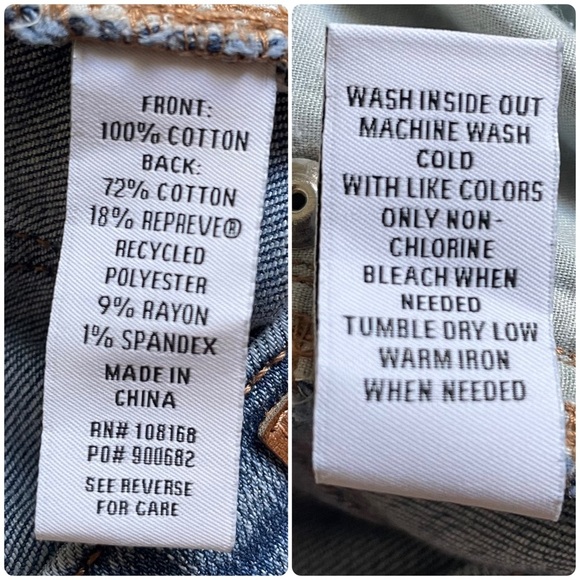 FRONT:
100% COTTON
BACK:
72% COTTON
18% REPREVE®
RECYCLED
POLYESTER
9% RAYON
1% SPANDEX
MADE IN
CHINA
RN# 108168
PO# 900682
SEE REVERSE
FOR CARE
WASH INSIDE OUT
MACHINE WASH
COLD
WITH LIKE COLORS
ONLY NON-
CHLORINE
BLEACH WHEN
NEEDED
TUMBLE DRY LOW
WARM IRON
WHEN NEEDED